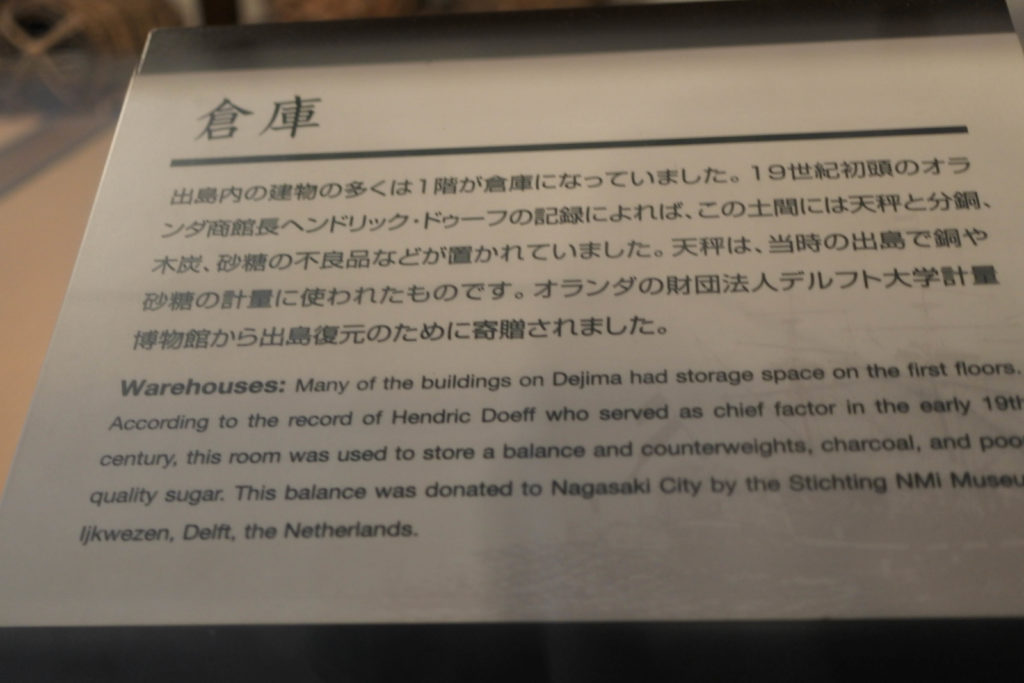 倉庫
出島内の建物の多くは1階が倉庫になっていました。19世紀初頭のオラ
ンダ商館長ヘンドリック・ドゥーフの記録によれば、この土間には天秤と分銅、
木炭、砂糖の不良品などが置かれていました。天秤は、当時の出島で銅や
砂糖の計量に使われたものです。オランダの財団法人デルフト大学計量
博物館から出島復元のために寄贈されました。
Warehouses: Many of the buildings on Dejima had storage space on the first floors.
According to the record of Hendric Doeff who served as chief factor in the early 19th
century, this room was used to store a balance and counterweights, charcoal, and poor
quality sugar. This balance was donated to Nagasaki City by the Stichting NMi Museu
Ijkwezen, Delft, the Netherlands.